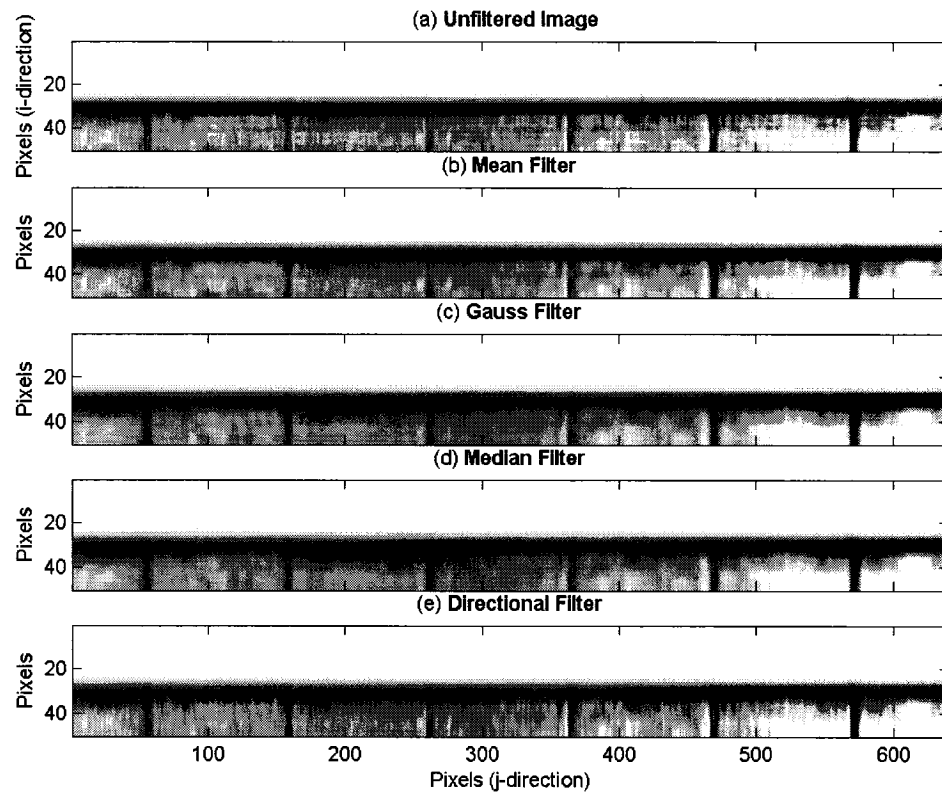 (a) Unfiltered Image
Pixels (i-direction)
20
40
(b) Mean Filter
Pixels
20
40
(c) Gauss Filter
Pixels
20
40
(d) Median Filter
Pixels
20
40
(e) Directional Filter
Pixels
20
40
100 200 300 400 500 600
Pixels (j-direction)